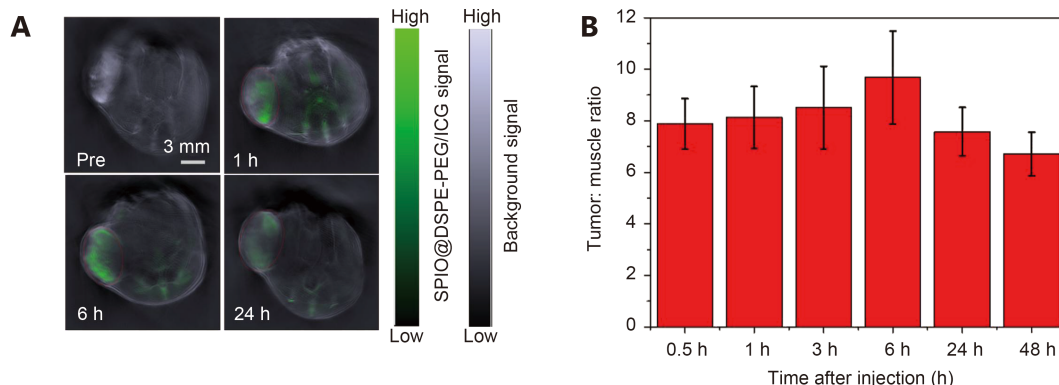 A
Pre
3 mm
1 h
6 h
24 h
High
High
SPIO@DSPE-PEG/ICG signal
Background signal
Low
Low
B
Tumor: muscle ratio
12
10
8
6
4
2
0
0.5 h
1 h
3 h
6 h
24 h
48 h
Time after injection (h)